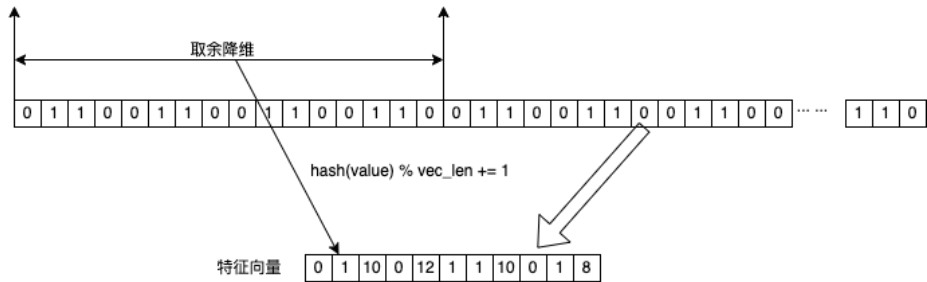 取余降维
0 1 1 0 0 1 1 0 0 1 1 0 0 1 1 0 0 1 1 0 0 1 1 0 0 1 1 0 0 ... ... 1 1 0
hash(value) % vec_len += 1
特征向量 0 1 10 0 12 1 1 10 0 1 8